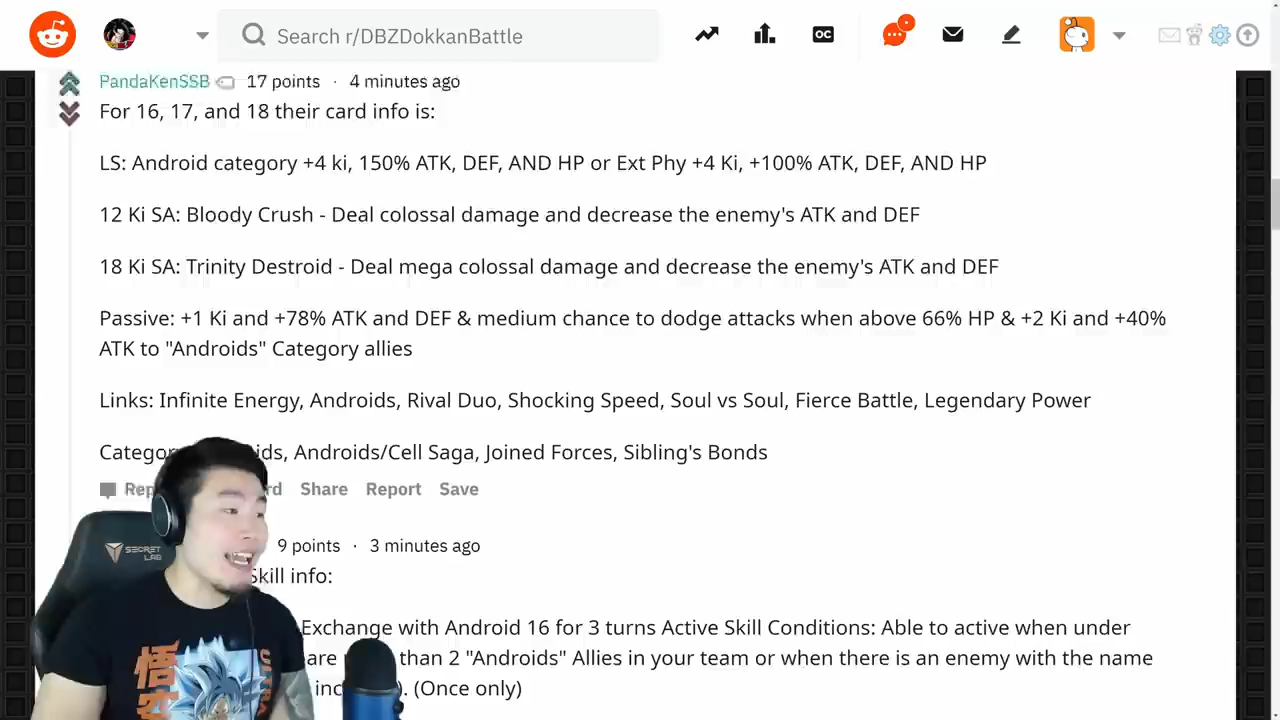 Search r/DBZDokkanBattle
PandaKenSSB 17 points · 4 minutes ago
For 16, 17, and 18 their card info is:
LS: Android category +4 ki, 150% ATK, DEF, AND HP or Ext Phy +4 Ki, +100% ATK, DEF, AND HP
12 Ki SA: Bloody Crush - Deal colossal damage and decrease the enemy's ATK and DEF
18 Ki SA: Trinity Destroid - Deal mega colossal damage and decrease the enemy's ATK and DEF
Passive: +1 Ki and +78% ATK and DEF & medium chance to dodge attacks when above 66% HP & +2 Ki and +40%
ATK to "Androids" Category allies
Links: Infinite Energy, Androids, Rival Duo, Shocking Speed, Soul vs Soul, Fierce Battle, Legendary Power
Androids/Cell Saga, Joined Forces, Sibling's Bonds
Share Report Save
9 points · 3 minutes ago
Skill info:
Exchange with Android 16 for 3 turns Active Skill Conditions: Able to active when under
than 2 "Androids" Allies in your team or when there is an enemy with the name
(Once only)
SECRET
LAB
悟
空